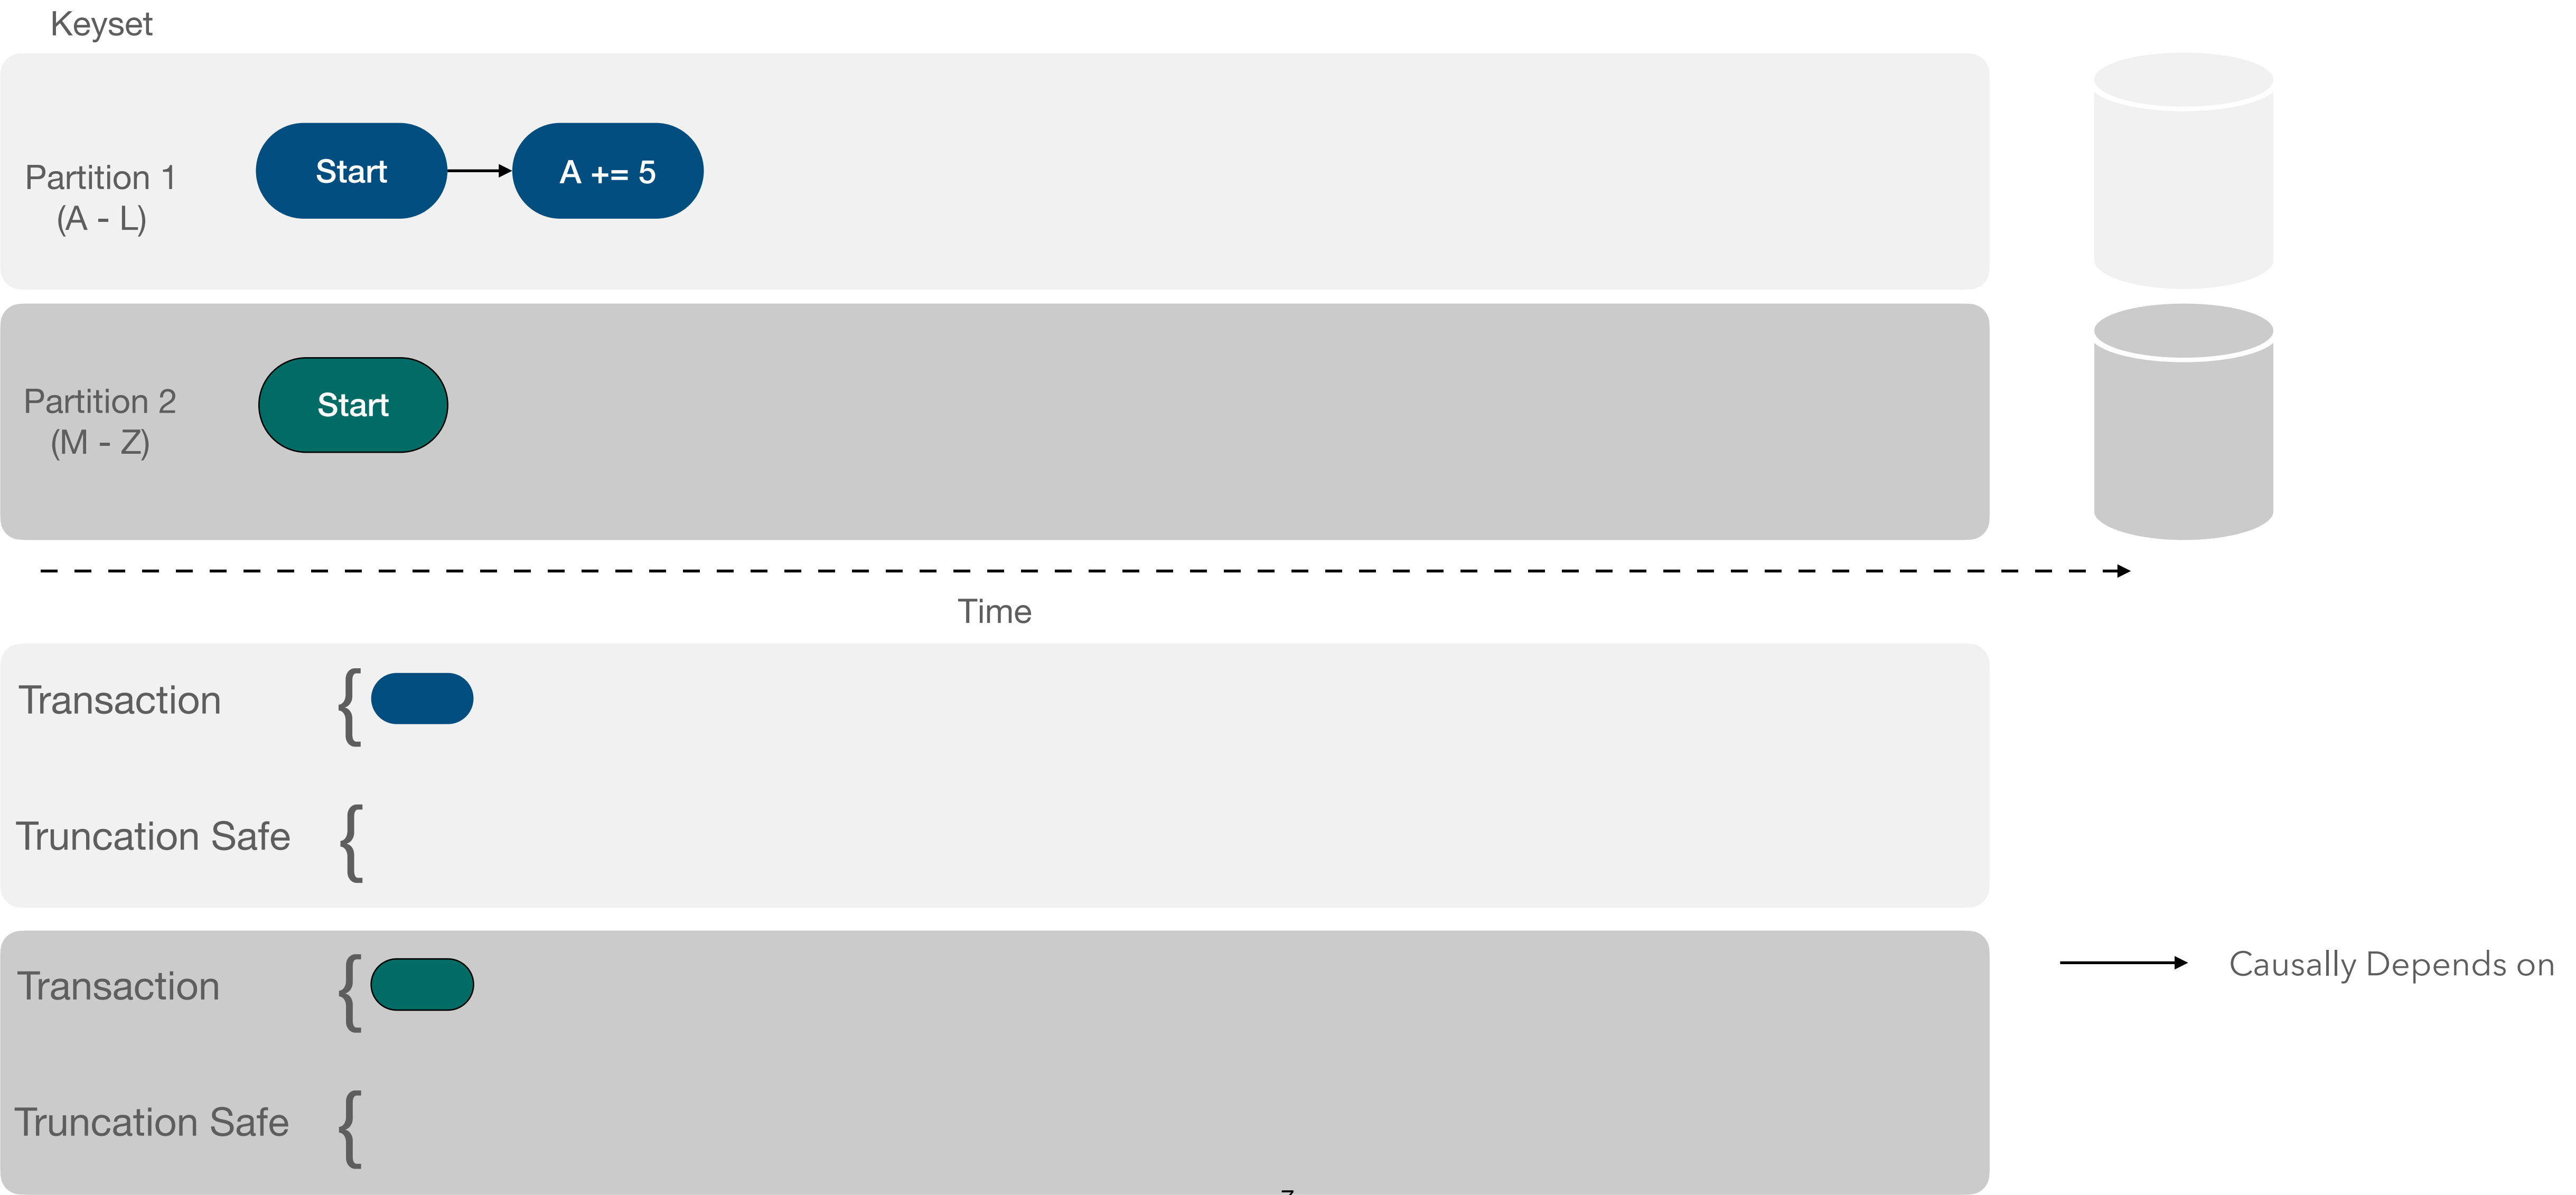 Keyset
Partition 1
(A - L)
Start
A += 5
Partition 2
(M - Z)
Start
Time
Transaction
{
Truncation Safe
{
Transaction
{
Truncation Safe
{
Causally Depends on